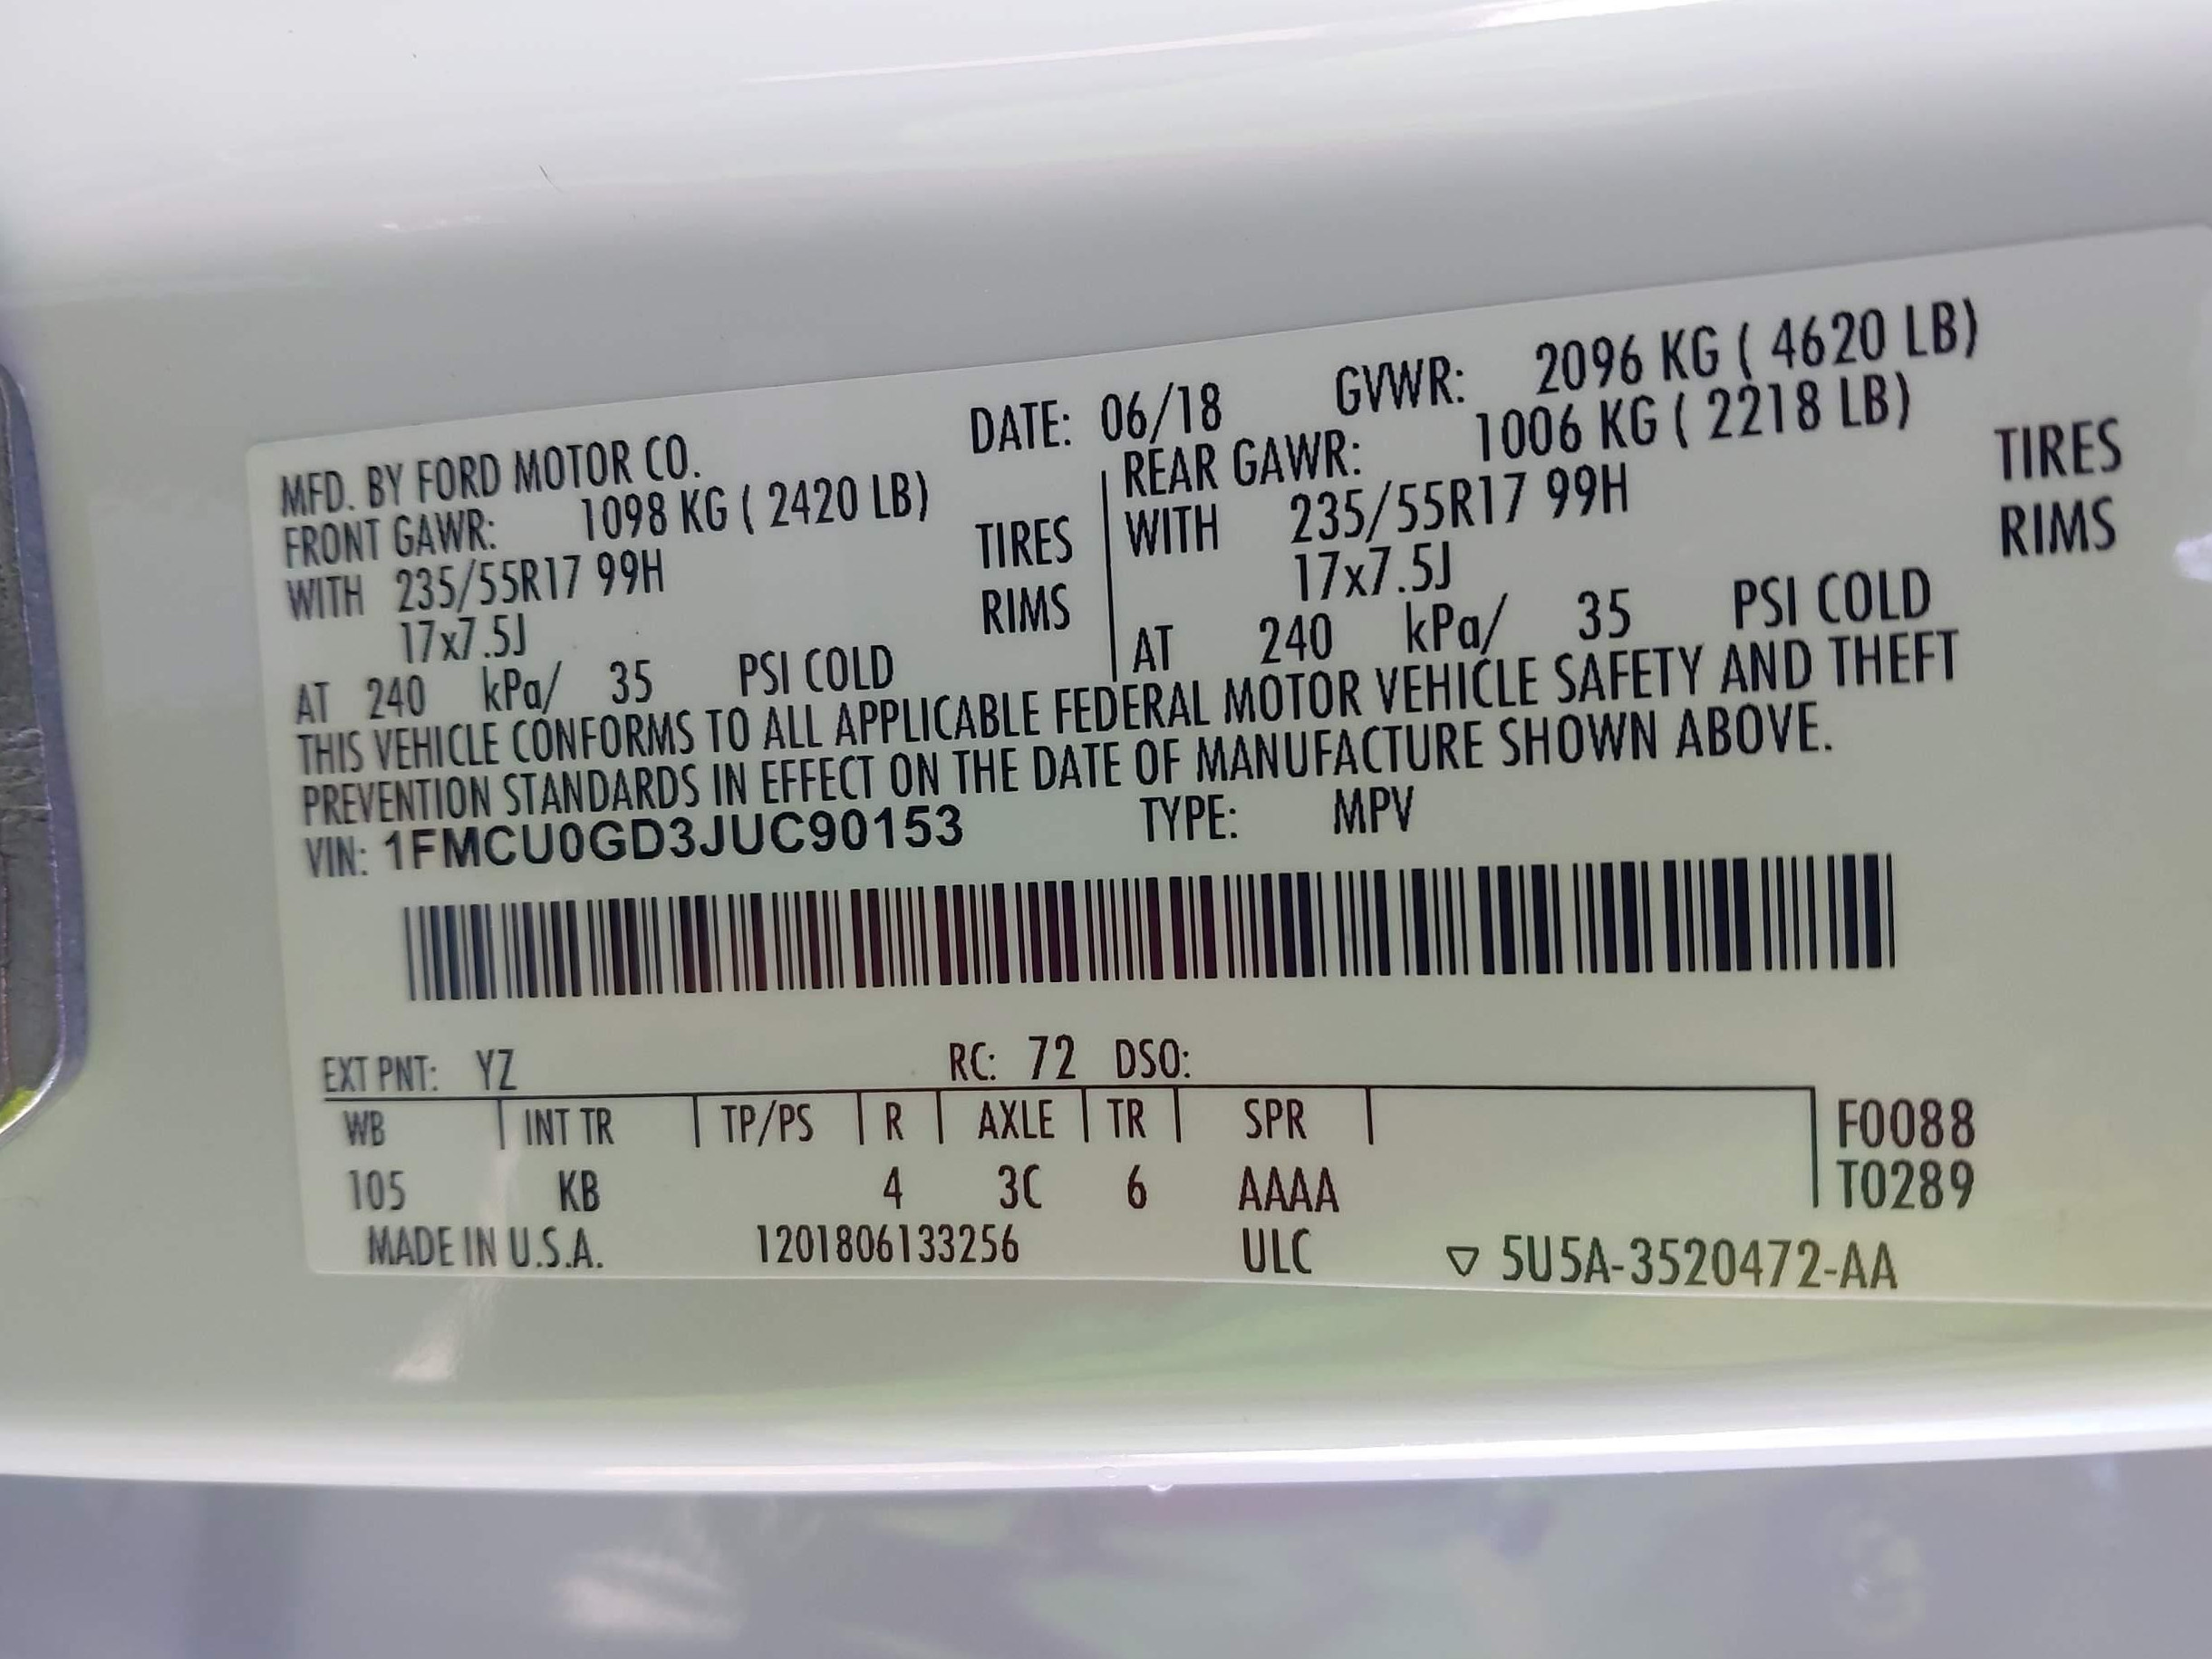 MFD. BY FORD MOTOR CO. DATE: 06/18 GVWR: 2096 KG ( 4620 LB)
FRONT GAWR: 1098 KG ( 2420 LB) REAR GAWR: 1006 KG ( 2218 LB)
WITH 235/55R17 99H TIRES WITH 235/55R17 99H TIRES
17x7.5J RIMS 17x7.5J RIMS
AT 240 kPa/ 35 PSI COLD AT 240 kPa/ 35 PSI COLD
THIS VEHICLE CONFORMS TO ALL APPLICABLE FEDERAL MOTOR VEHICLE SAFETY AND THEFT
PREVENTION STANDARDS IN EFFECT ON THE DATE OF MANUFACTURE SHOWN ABOVE.
VIN: 1FMCU0GD3JUC90153 TYPE: MPV
EXT PNT: YZ RC: 72 DSO:
WB INT TR TP/PS R AXLE TR SPR F0088
105 KB 4 3C 6 AAAA T0289
MADE IN U.S.A. 1201806133256 ULC ▽ 5U5A-3520472-AA